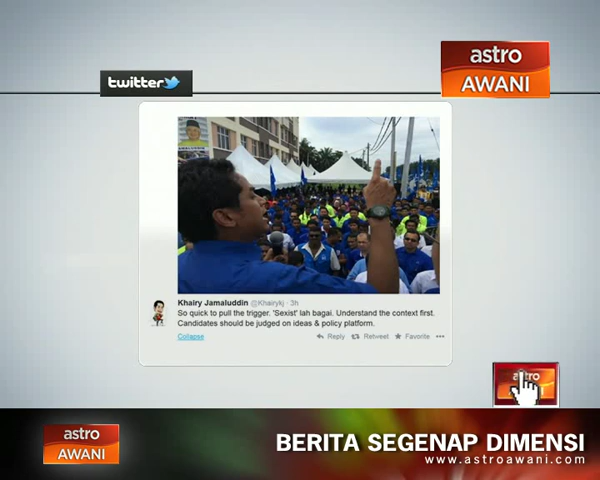 astro
AWANI
twitter
Khairy Jamaluddin @Khairykj · 3h
So quick to pull the trigger. 'Sexist' lah bagai. Understand the context first.
Candidates should be judged on ideas & policy platform.
Collapse
Reply Retweet Favorite
astro
astro
AWANI
BERITA SEGENAP DIMENSI
www.astroawani.com